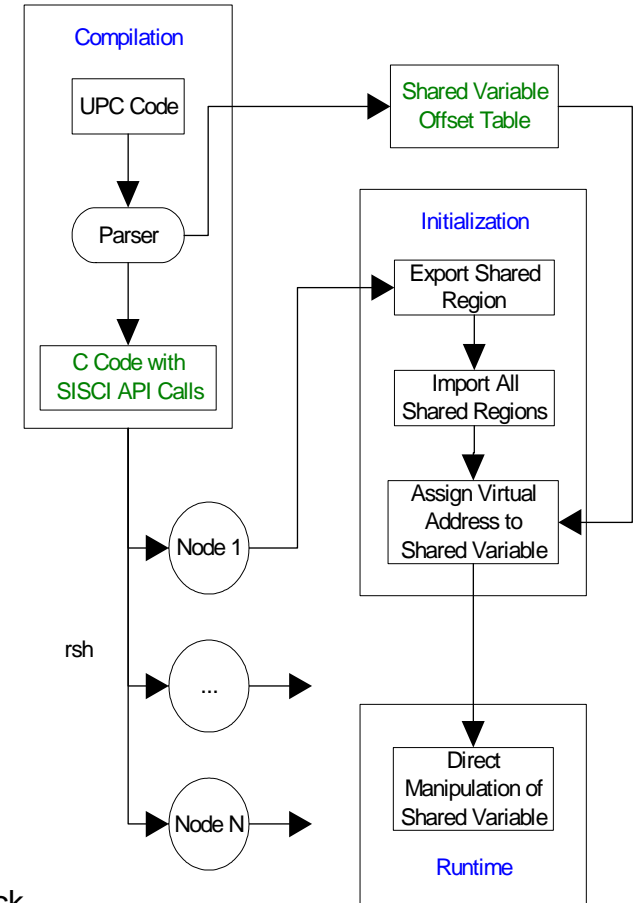 Compilation
UPC Code
Parser
C Code with
SISCI API Calls
Shared Variable
Offset Table
Initialization
Export Shared
Region
Import All
Shared Regions
Assign Virtual
Address to
Shared Variable
Node 1
rsh
...
Node N
Direct
Manipulation of
Shared Variable
Runtime